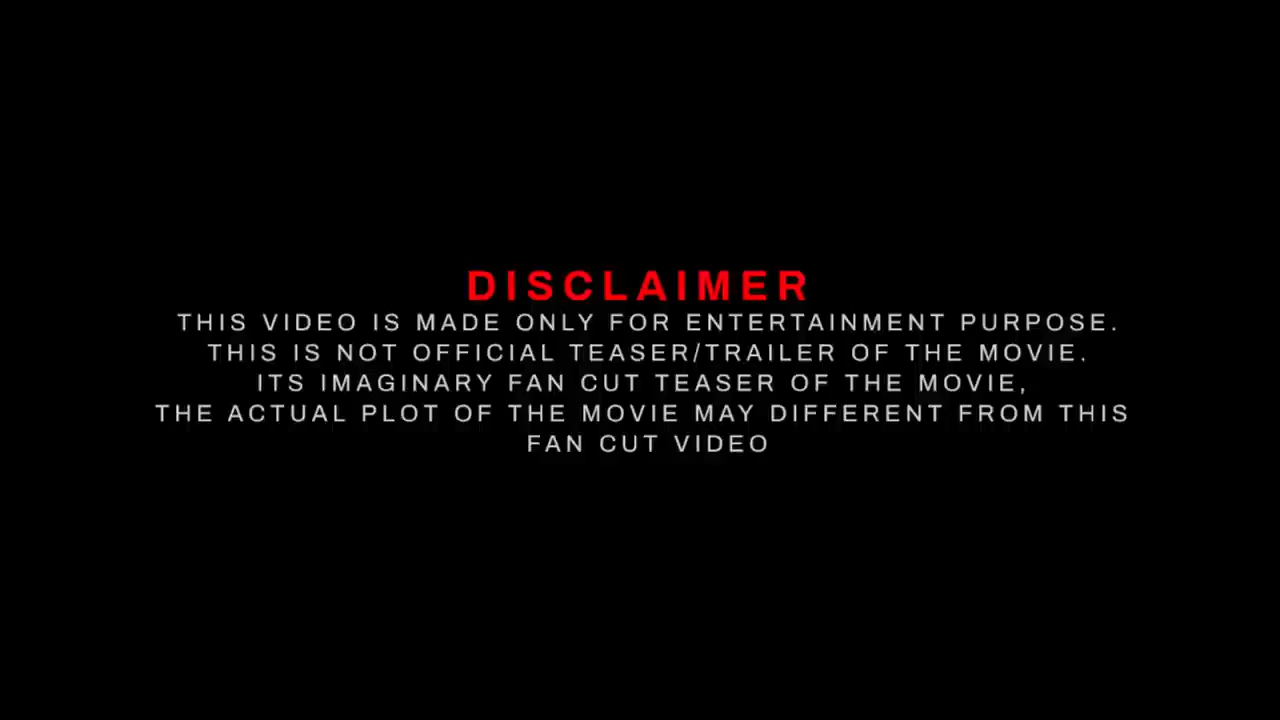 DISCLAIMER
THIS VIDEO IS MADE ONLY FOR ENTERTAINMENT PURPOSE.
THIS IS NOT OFFICIAL TEASER/TRAILER OF THE MOVIE.
ITS IMAGINARY FAN CUT TEASER OF THE MOVIE,
THE ACTUAL PLOT OF THE MOVIE MAY DIFFERENT FROM THIS
FAN CUT VIDEO